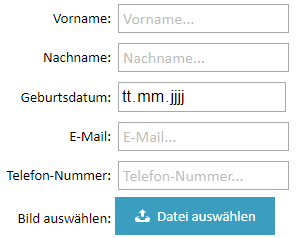 Vorname: Vorname...
Nachname: Nachname...
Geburtsdatum: tt.mm.jjjj
E-Mail: E-Mail...
Telefon-Nummer: Telefon-Nummer...
Bild auswählen: Datei auswählen